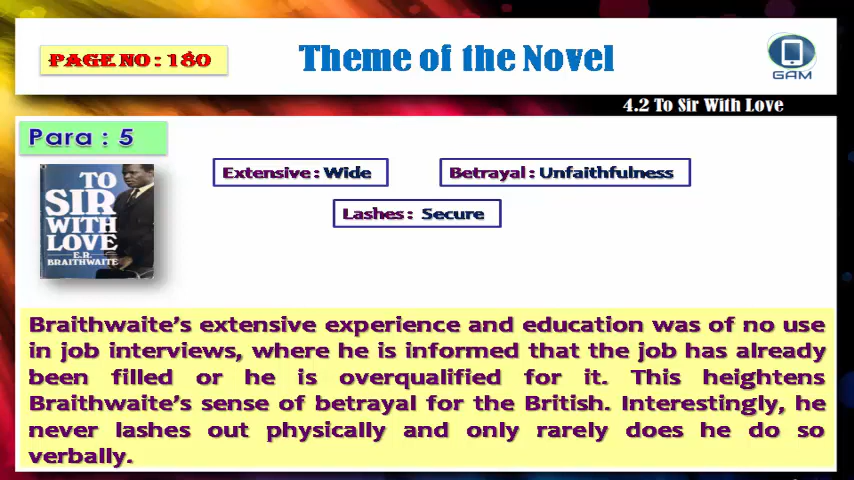 PAGE NO : 180
Theme of the Novel
GAM
4.2 To Sir With Love
Para : 5
Extensive : Wide
Betrayal : Unfaithfulness
Lashes : Secure
TO
SIR
WITH
LOVE
E.R.
BRAITHWAITE
Braithwaite's extensive experience and education was of no use
in job interviews, where he is informed that the job has already
been filled or he is overqualified for it. This heightens
Braithwaite's sense of betrayal for the British. Interestingly, he
never lashes out physically and only rarely does he do so
verbally.